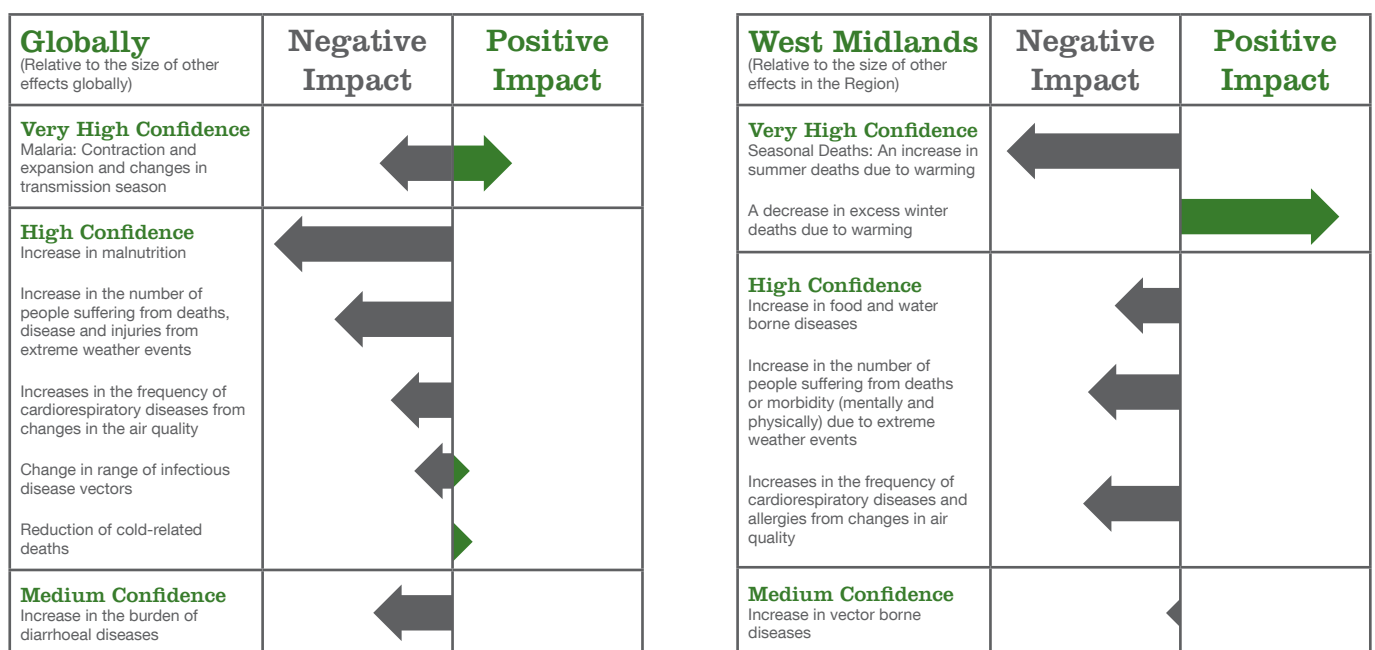 Globally
(Relative to the size of other
effects globally)
Negative
Impact
Positive
Impact
Very High Confidence
Malaria: Contraction and
expansion and changes in
transmission season
High Confidence
Increase in malnutrition
Increase in the number of
people suffering from deaths,
disease and injuries from
extreme weather events
Increases in the frequency of
cardiorespiratory diseases from
changes in the air quality
Change in range of infectious
disease vectors
Reduction of cold-related
deaths
Medium Confidence
Increase in the burden of
diarrhoeal diseases
West Midlands
(Relative to the size of other
effects in the Region)
Negative
Impact
Positive
Impact
Very High Confidence
Seasonal Deaths: An increase in
summer deaths due to warming
A decrease in excess winter
deaths due to warming
High Confidence
Increase in food and water
borne diseases
Increase in the number of
people suffering from deaths
or morbidity (mentally and
physically) due to extreme
weather events
Increases in the frequency of
cardiorespiratory diseases and
allergies from changes in air
quality
Medium Confidence
Increase in vector borne
diseases